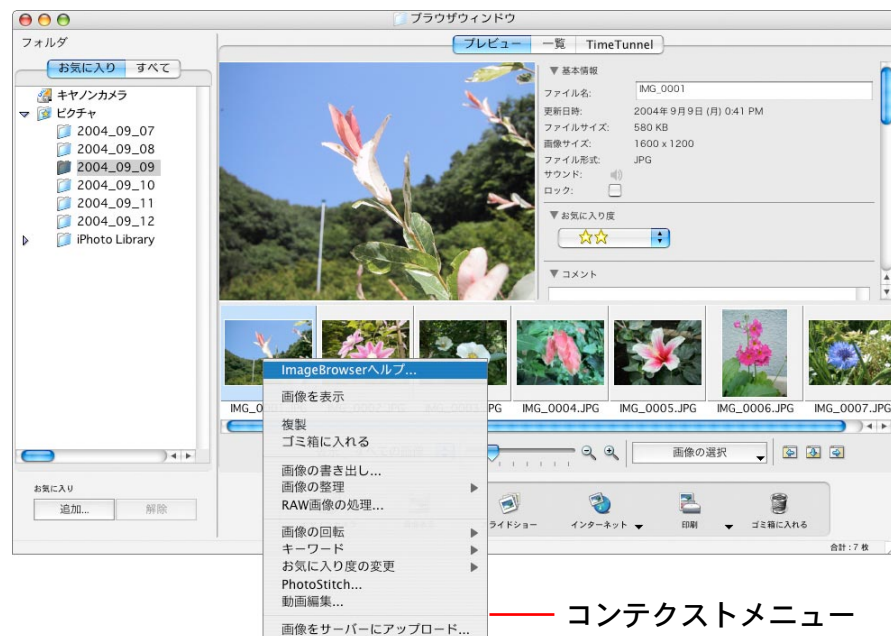 ブラウザウィンドウ
フォルダ
お気に入り すべて
キヤノンカメラ
ピクチャ
2004_09_07
2004_09_08
2004_09_09
2004_09_10
2004_09_11
2004_09_12
iPhoto Library
お気に入り
追加... 解除
プレビュー 一覧 TimeTunnel
基本情報
ファイル名: IMG_0001
更新日時: 2004年 9月9日 (月) 0:41 PM
ファイルサイズ: 580 KB
画像サイズ: 1600 x 1200
ファイル形式: JPG
サウンド:
ロック:
お気に入り度
コメント
IMG_0 PG IMG_0004.JPG IMG_0005.JPG IMG_0006.JPG IMG_0007.JPG
画像の選択
ライドショー インターネット 印刷 ゴミ箱に入れる
合計 : 7 枚
ImageBrowserヘルプ...
画像を表示
複製
ゴミ箱に入れる
画像の書き出し...
画像の整理
RAW画像の処理...
画像の回転
キーワード
お気に入り度の変更
PhotoStitch...
動画編集...
画像をサーバーにアップロード...
コンテクストメニュー